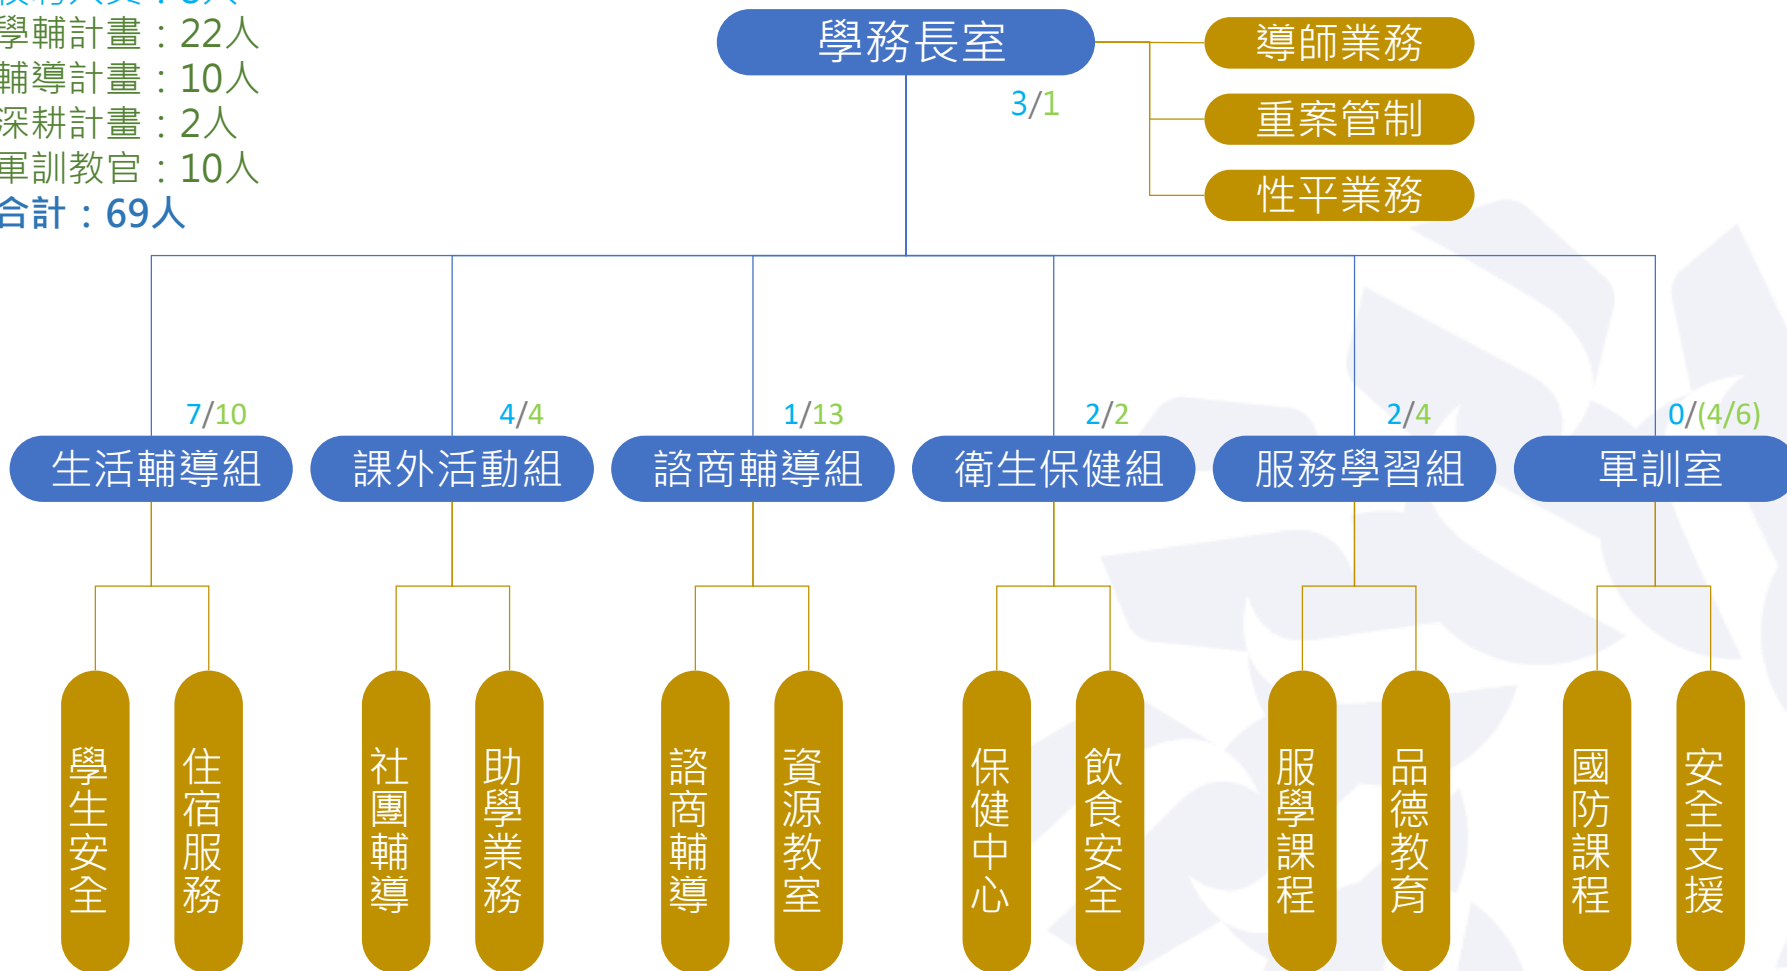 學輔計畫：22人
輔導計畫：10人
深耕計畫：2人
軍訓教官：10人
合計：69人
學務長室
3/1
導師業務
重案管制
性平業務
7/10
4/4
1/13
2/2
2/4
0/(4/6)
生活輔導組
課外活動組
諮商輔導組
衛生保健組
服務學習組
軍訓室
學生安全
住宿服務
社團輔導
助學業務
諮商輔導
資源教室
保健中心
飲食安全
服學課程
品德教育
國防課程
安全支援